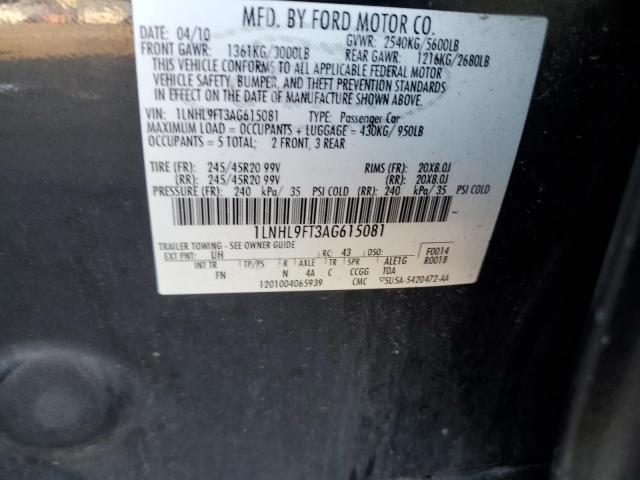 MFD. BY FORD MOTOR CO.
DATE: 04/10 GVWR: 2540KG/5600LB
FRONT GAWR: 1361KG/3000LB REAR GAWR: 1216KG/2680LB
THIS VEHICLE CONFORMS TO ALL APPLICABLE FEDERAL MOTOR
VEHICLE SAFETY, BUMPER, AND THEFT PREVENTION STANDARDS
IN EFFECT ON THE DATE OF MANUFACTURE SHOWN ABOVE.
VIN: 1LNHL9FT3AG615081 TYPE: Passenger Car
MAXIMUM LOAD = OCCUPANTS + LUGGAGE = 430KG/950LB
OCCUPANTS = 5 TOTAL; 2 FRONT, 3 REAR
TIRE (FR): 245/45R20 99V RIMS (FR): 20X8.0J
(RR): 245/45R20 99V (RR): 20X8.0J
PRESSURE (FR): 240 kPa/ 35 PSI COLD (RR): 240 kPa/ 35 PSI COLD
1LNHL9FT3AG615081
TRAILER TOWING - SEE OWNER GUIDE
EXT PNT: UH RC: 43 DSO: F0014
INT TR TP/PS R AXLE TR SPR ALE1G R0018
FN N 4A C CCGG TOA
1201004065939 CMC 5U5A-5420472-AA